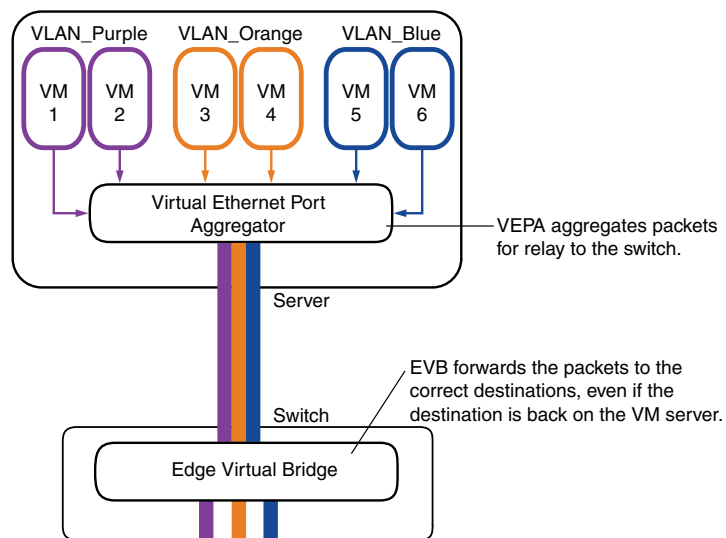 VLAN_Purple VLAN_Orange VLAN_Blue
VM VM VM VM VM VM
1 2 3 4 5 6
Virtual Ethernet Port
Aggregator
VEPA aggregates packets
for relay to the switch.
Server
EVB forwards the packets to the
correct destinations, even if the
destination is back on the VM server.
Switch
Edge Virtual Bridge